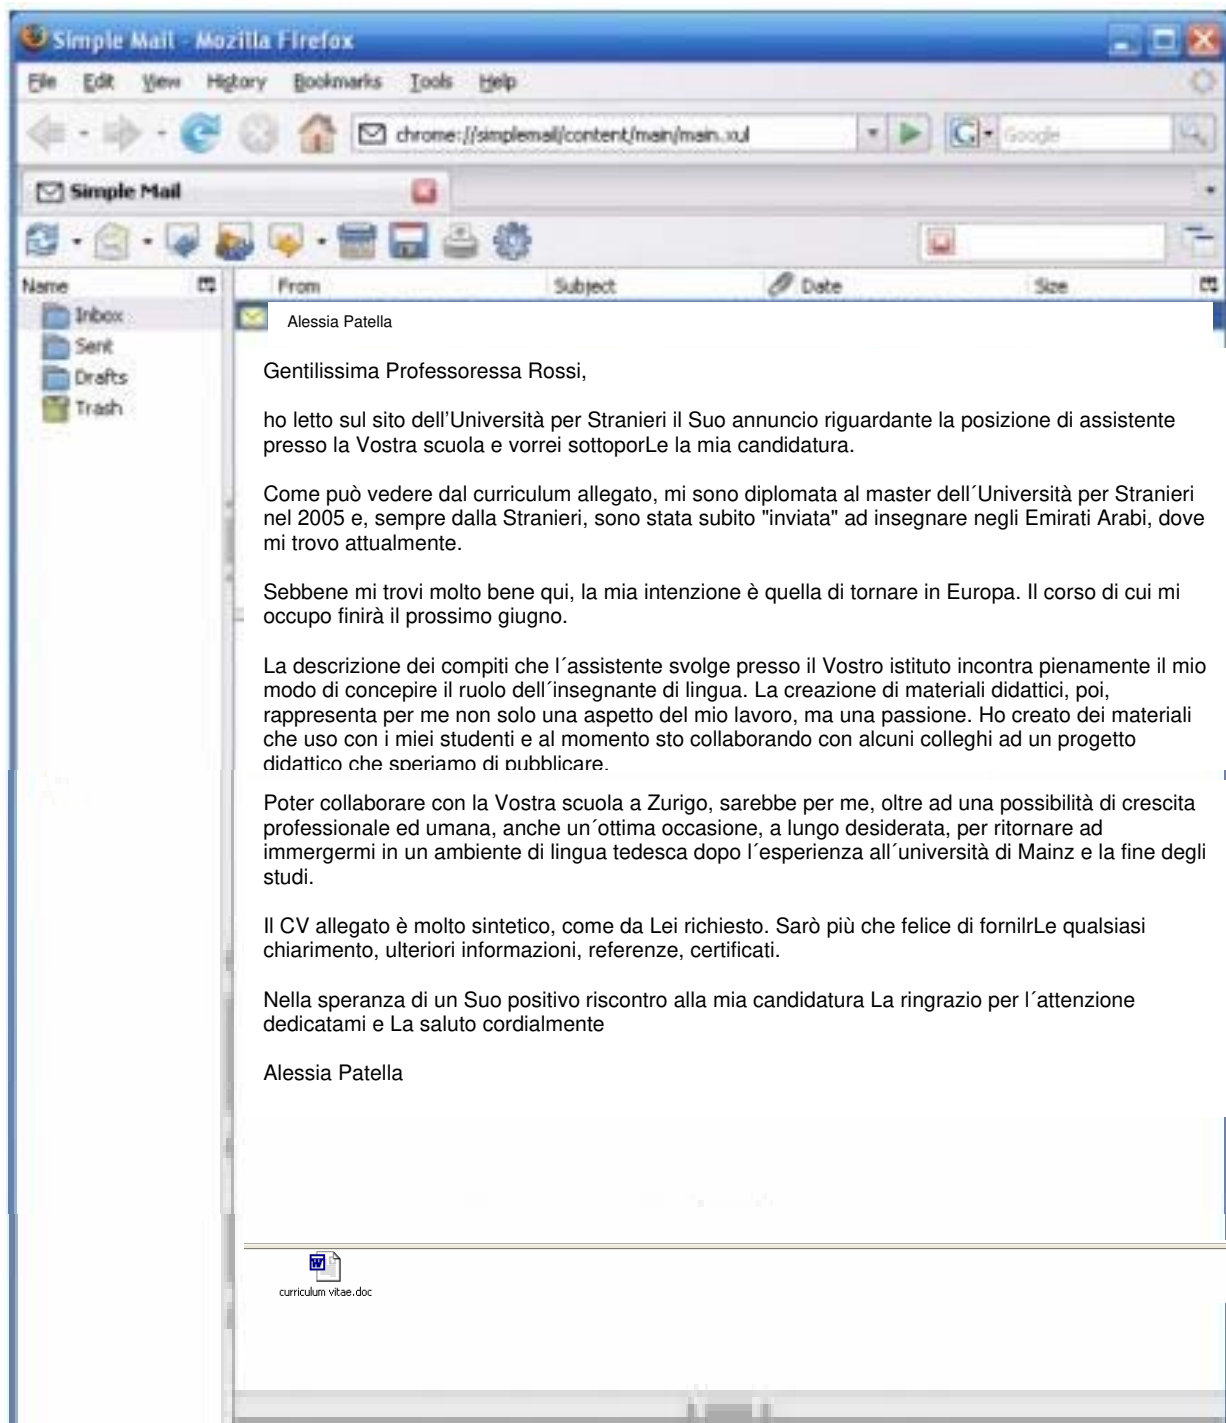 Simple Mail - Mozilla Firefox
File Edit View History Bookmarks Tools Help
chrome://simplemail/content/main/main.xul Google
Simple Mail
Name From Subject Date Size
Inbox
Sent
Drafts
Trash
Alessia Patella
Gentilissima Professoressa Rossi,
ho letto sul sito dell'Università per Stranieri il Suo annuncio riguardante la posizione di assistente
presso la Vostra scuola e vorrei sottoporLe la mia candidatura.
Come può vedere dal curriculum allegato, mi sono diplomata al master dell´Università per Stranieri
nel 2005 e, sempre dalla Stranieri, sono stata subito "inviata" ad insegnare negli Emirati Arabi, dove
mi trovo attualmente.
Sebbene mi trovi molto bene qui, la mia intenzione è quella di tornare in Europa. Il corso di cui mi
occupo finirà il prossimo giugno.
La descrizione dei compiti che l´assistente svolge presso il Vostro istituto incontra pienamente il mio
modo di concepire il ruolo dell´insegnante di lingua. La creazione di materiali didattici, poi,
rappresenta per me non solo una aspetto del mio lavoro, ma una passione. Ho creato dei materiali
che uso con i miei studenti e al momento sto collaborando con alcuni colleghi ad un progetto
didattico che speriamo di pubblicare.
Poter collaborare con la Vostra scuola a Zurigo, sarebbe per me, oltre ad una possibilità di crescita
professionale ed umana, anche un´ottima occasione, a lungo desiderata, per ritornare ad
immergermi in un ambiente di lingua tedesca dopo l´esperienza all´università di Mainz e la fine degli
studi.
Il CV allegato è molto sintetico, come da Lei richiesto. Sarò più che felice di fornilrLe qualsiasi
chiarimento, ulteriori informazioni, referenze, certificati.
Nella speranza di un Suo positivo riscontro alla mia candidatura La ringrazio per l´attenzione
dedicatami e La saluto cordialmente
Alessia Patella
curriculum vitae.doc